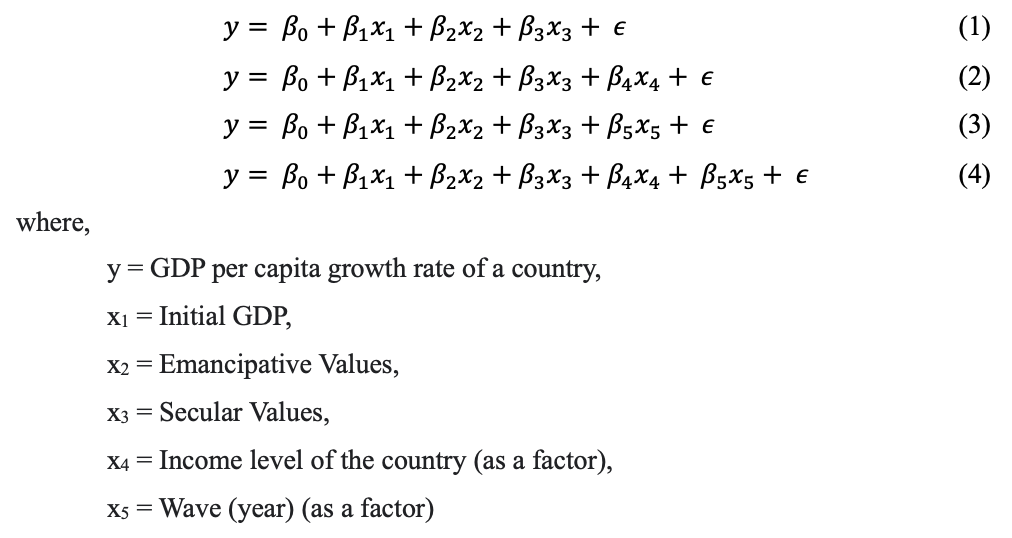 y = β₀ + β₁x₁ + β₂x₂ + β₃x₃ + ϵ (1)
y = β₀ + β₁x₁ + β₂x₂ + β₃x₃ + β₄x₄ + ϵ (2)
y = β₀ + β₁x₁ + β₂x₂ + β₃x₃ + β₅x₅ + ϵ (3)
y = β₀ + β₁x₁ + β₂x₂ + β₃x₃ + β₄x₄ + β₅x₅ + ϵ (4)
where,
y = GDP per capita growth rate of a country,
x₁ = Initial GDP,
x₂ = Emancipative Values,
x₃ = Secular Values,
x₄ = Income level of the country (as a factor),
x₅ = Wave (year) (as a factor)